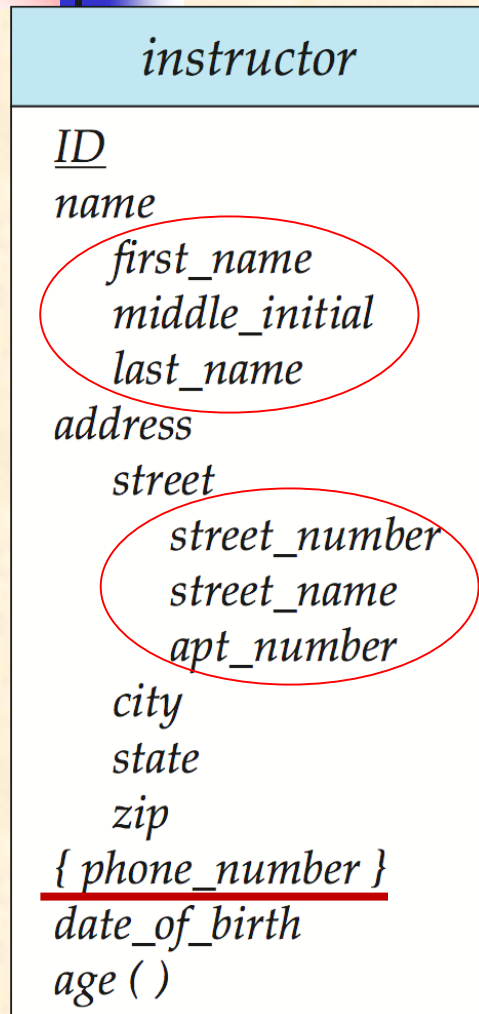 instructor
ID
name
first_name
middle_initial
last_name
address
street
street_number
street_name
apt_number
city
state
zip
{ phone_number }
date_of_birth
age ( )